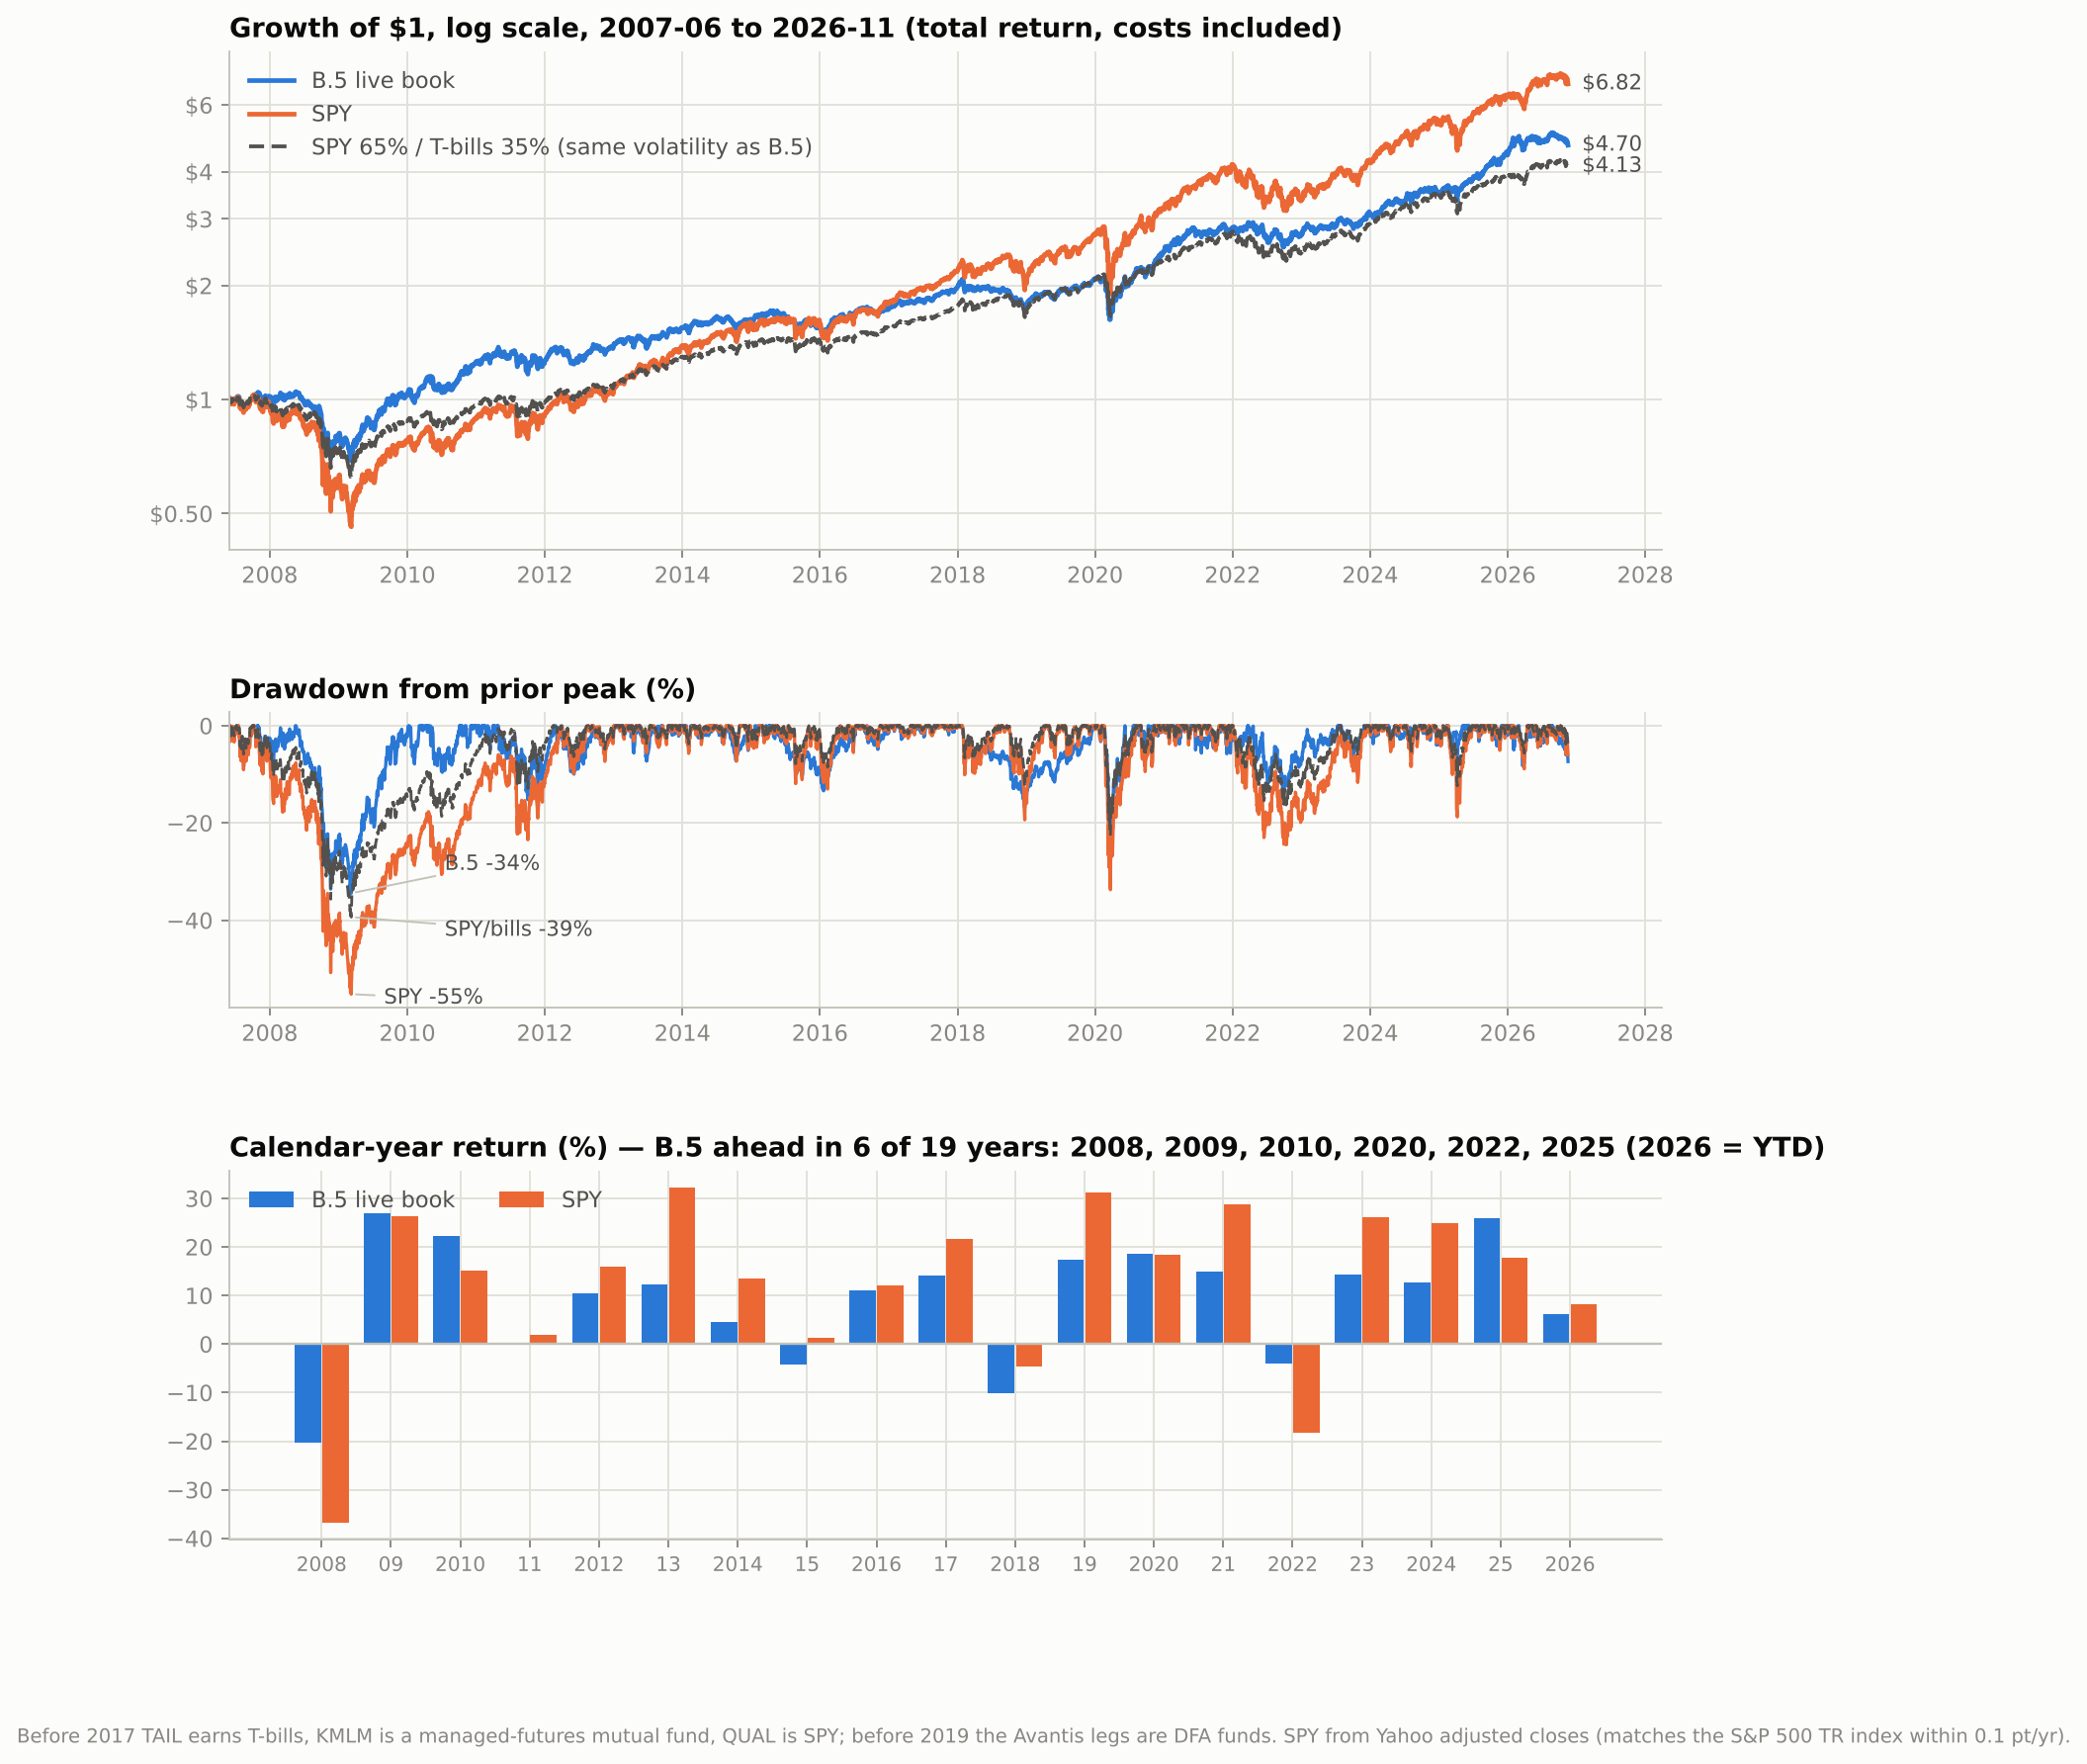 Growth of $1, log scale, 2007-06 to 2026-11 (total return, costs included)
B.5 live book
SPY
SPY 65% / T-bills 35% (same volatility as B.5)
$6.82
$4.70
$4.13
$6
$4
$3
$2
$1
$0.50
2008 2010 2012 2014 2016 2018 2020 2022 2024 2026 2028
Drawdown from prior peak (%)
0
−20
−40
B.5 -34%
SPY/bills -39%
SPY -55%
2008 2010 2012 2014 2016 2018 2020 2022 2024 2026 2028
Calendar-year return (%) — B.5 ahead in 6 of 19 years: 2008, 2009, 2010, 2020, 2022, 2025 (2026 = YTD)
B.5 live book SPY
30
20
10
0
−10
−20
−30
−40
2008 09 2010 11 2012 13 2014 15 2016 17 2018 19 2020 21 2022 23 2024 25 2026
Before 2017 TAIL earns T-bills, KMLM is a managed-futures mutual fund, QUAL is SPY; before 2019 the Avantis legs are DFA funds. SPY from Yahoo adjusted closes (matches the S&P 500 TR index within 0.1 pt/yr).